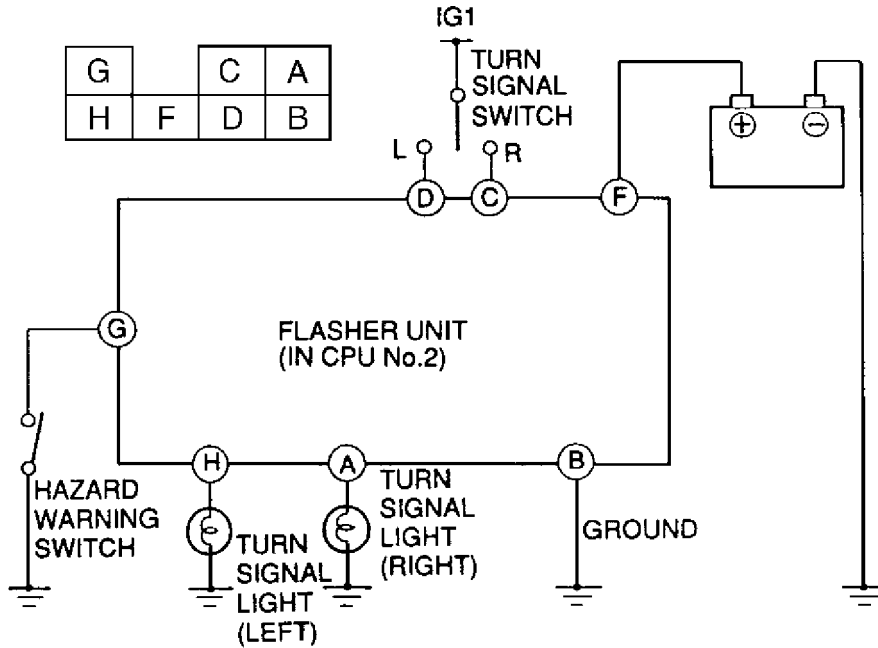 IG1
TURN
SIGNAL
SWITCH
G C A
H F D B
L
R
+ −
D C F
G
FLASHER UNIT
(IN CPU No.2)
H A B
HAZARD
WARNING
SWITCH
TURN
SIGNAL
LIGHT
(LEFT)
TURN
SIGNAL
LIGHT
(RIGHT)
GROUND